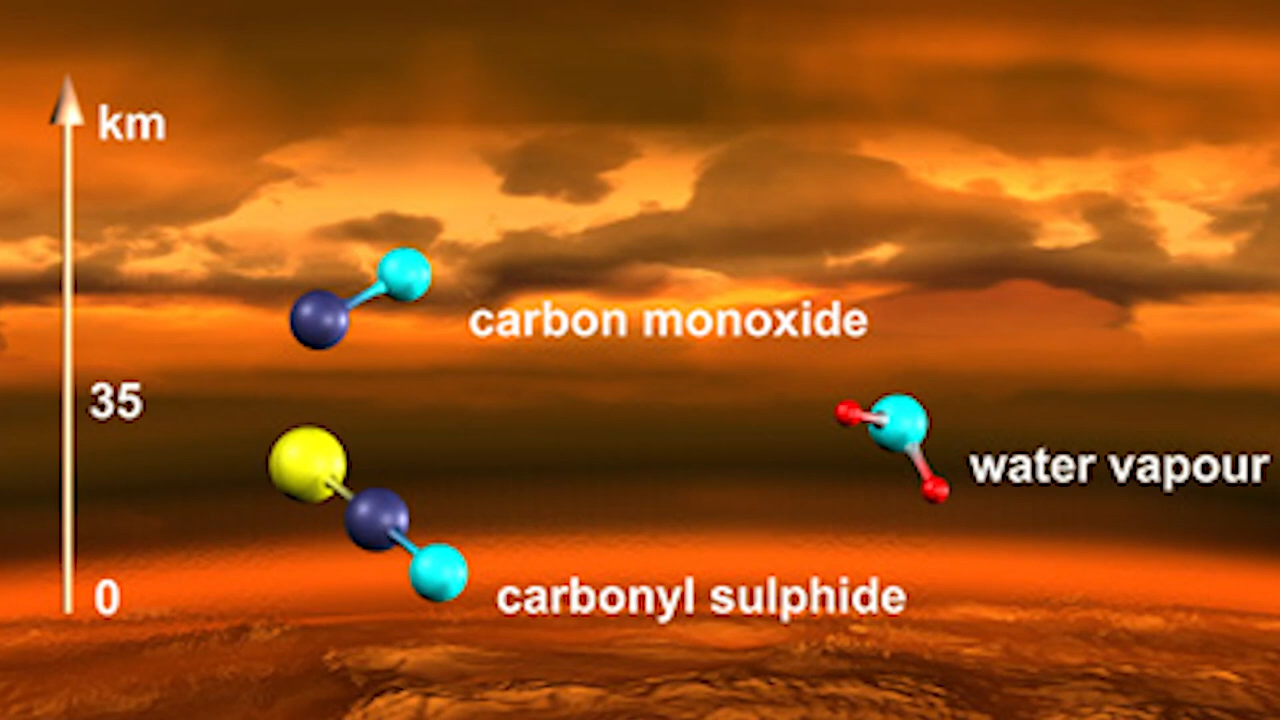 km
carbon monoxide
35
water vapour
carbonyl sulphide
0